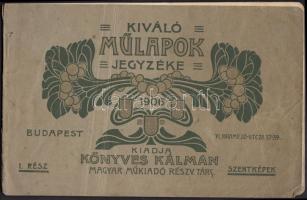 KIVÁLÓ
MŰLAPOK
JEGYZÉKE
1906
BUDAPEST
KIADJA
KÖNYVES KÁLMÁN
MAGYAR MŰKIADÓ RÉSZV. TÁRS.
I. RÉSZ
SZENTKÉPEK